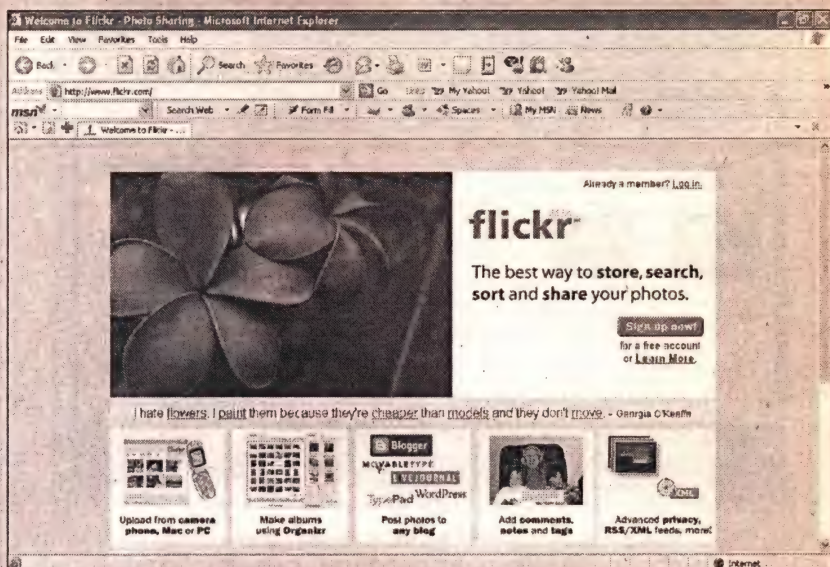 Welcome to Flickr - Photo Sharing - Microsoft Internet Explorer
File Edit View Favorites Tools Help
Back Search Favorites
Address http://www.flickr.com/ Go Links My Yahoo! Yahoo! Yahoo! Mail
msn Search Web Form Fill Spaces My MSN News
Welcome to Flickr - ...
Already a member? Log in.
flickr
The best way to store, search,
sort and share your photos.
Sign up now!
for a free account
or Learn More.
I hate flowers. I paint them because they're cheaper than models and they don't move. - Georgia O'Keeffe
Blogger
MOVABLETYPE
LIVEJOURNAL
TypePad WordPress
XML
Upload from camera
phone, Mac or PC
Make albums
using Organizr
Post photos to
any blog
Add comments,
notes and tags
Advanced privacy,
RSS/XML feeds, more!
Internet